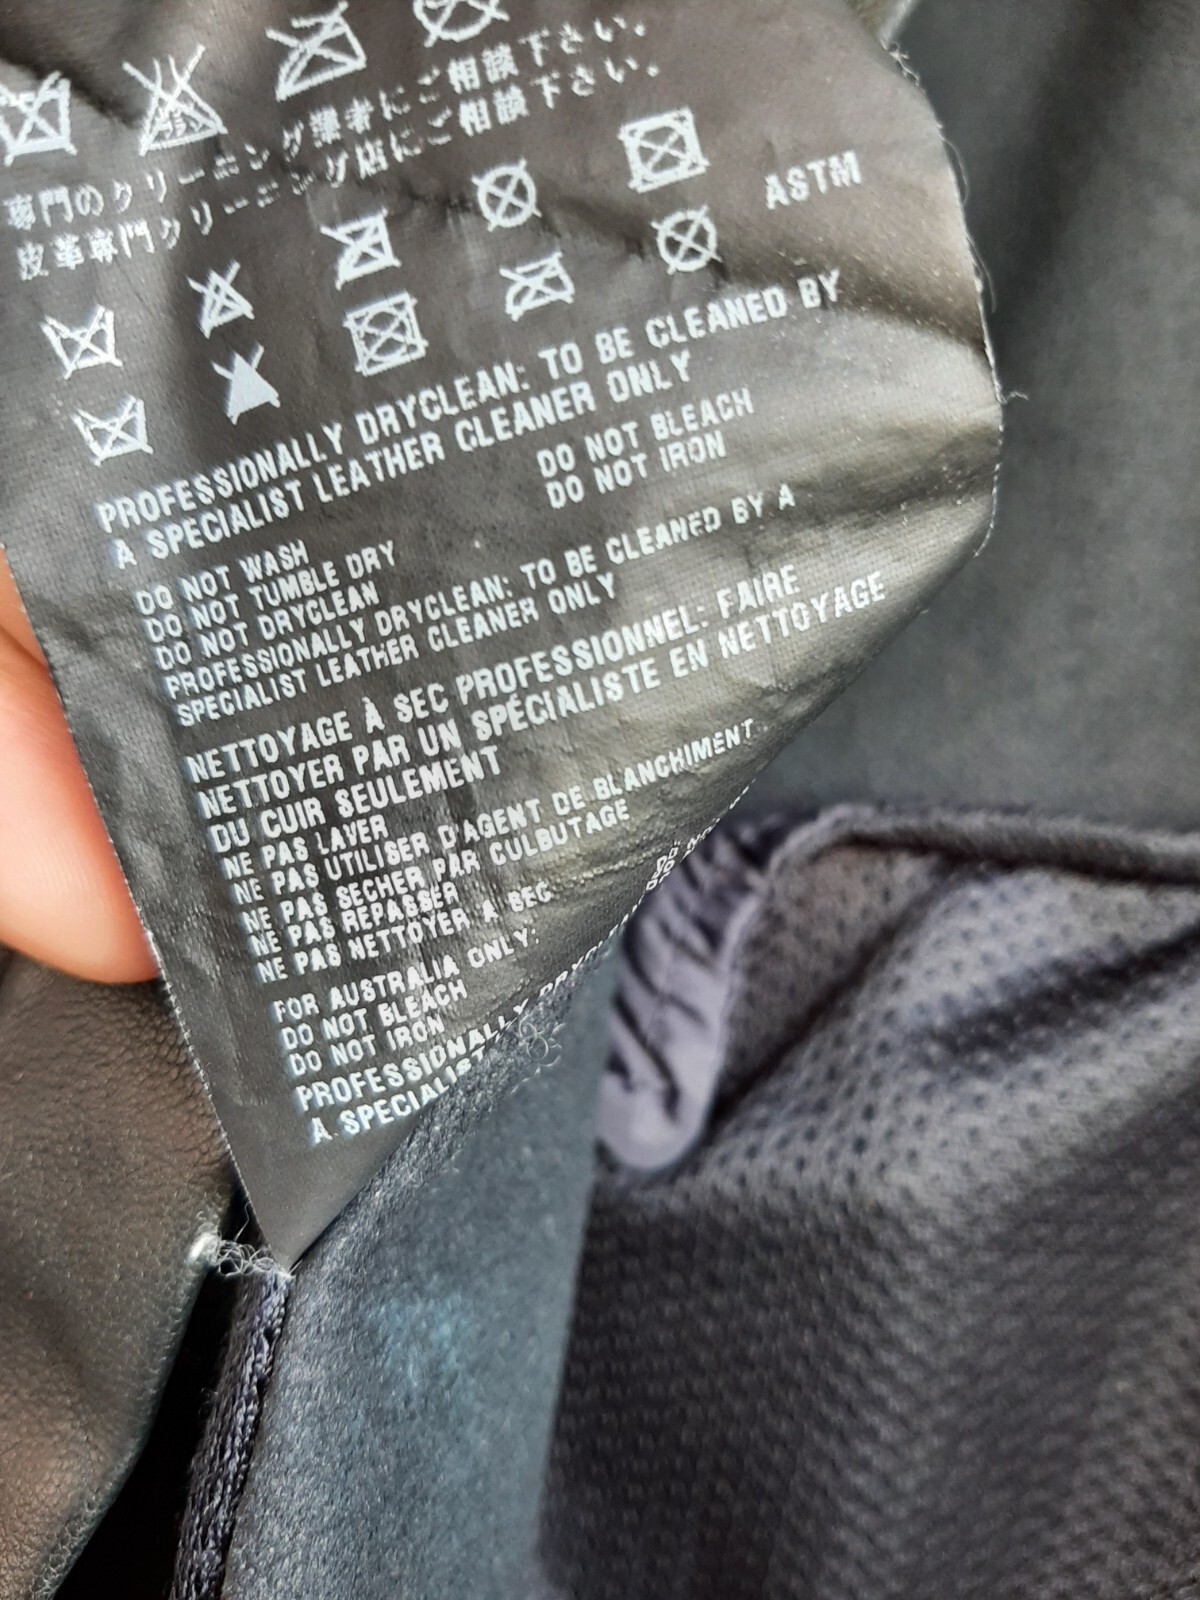 専門のクリーニング業者にご相談下さい。
皮革専門クリーニング店にご相談下さい。
ASTM
PROFESSIONALLY DRYCLEAN: TO BE CLEANED BY
A SPECIALIST LEATHER CLEANER ONLY
DO NOT WASH DO NOT BLEACH
DO NOT TUMBLE DRY DO NOT IRON
DO NOT DRYCLEAN
PROFESSIONALLY DRYCLEAN: TO BE CLEANED BY A
SPECIALIST LEATHER CLEANER ONLY
NETTOYAGE À SEC PROFESSIONNEL: FAIRE
NETTOYER PAR UN SPÉCIALISTE EN NETTOYAGE
DU CUIR SEULEMENT
NE PAS LAVER
NE PAS UTILISER D'AGENT DE BLANCHIMENT
NE PAS SECHER PAR CULBUTAGE
NE PAS REPASSER
NE PAS NETTOYER A SEC
FOR AUSTRALIA ONLY:
DO NOT BLEACH
DO NOT IRON
PROFESSIONALLY
A SPECIALIST